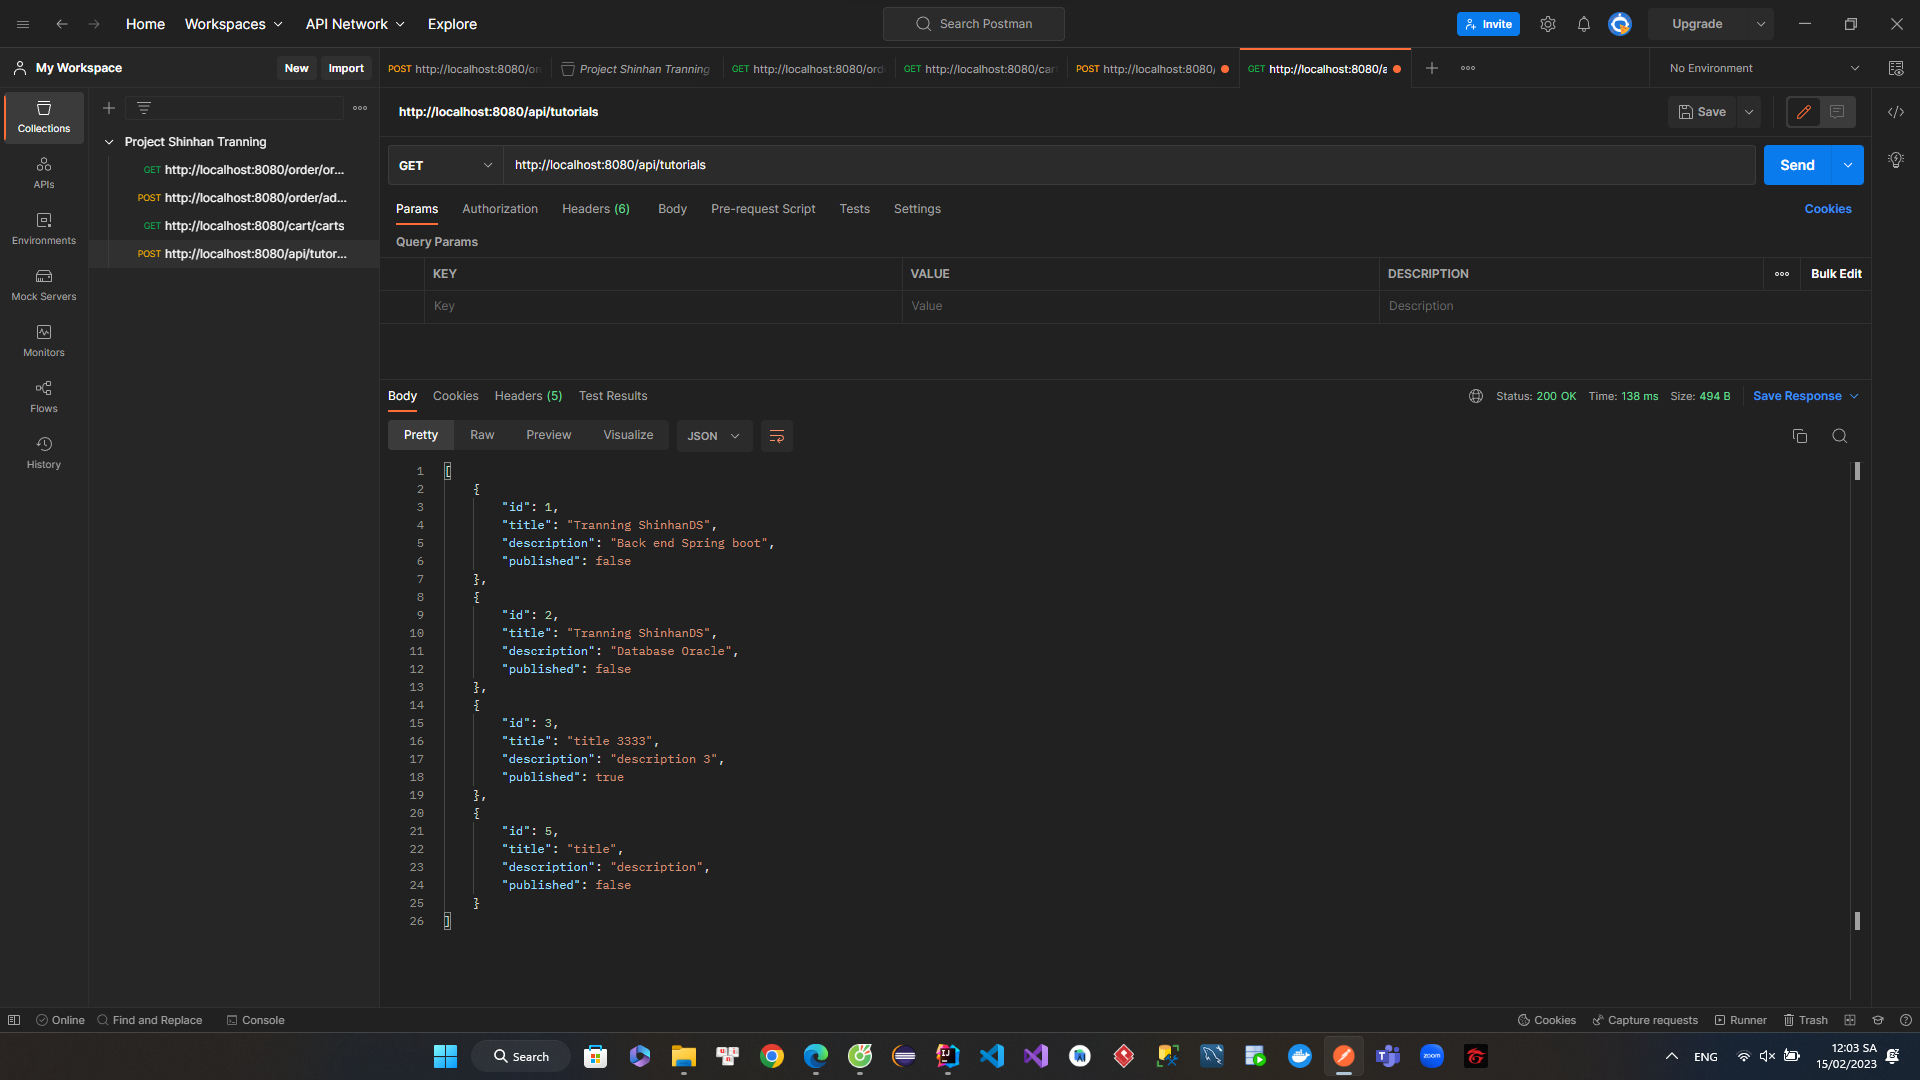 Home Workspaces API Network Explore Search Postman Invite Upgrade
My Workspace New Import
POST http://localhost:8080/or Project Shinhan Tranning GET http://localhost:8080/ord GET http://localhost:8080/car POST http://localhost:8080/ GET http://localhost:8080/a No Environment
http://localhost:8080/api/tutorials Save
Collections
Project Shinhan Tranning
GET http://localhost:8080/order/or...
POST http://localhost:8080/order/ad...
GET http://localhost:8080/cart/carts
POST http://localhost:8080/api/tutor...
APIs
Environments
Mock Servers
Monitors
Flows
History
GET http://localhost:8080/api/tutorials Send
Params Authorization Headers (6) Body Pre-request Script Tests Settings Cookies
Query Params
KEY VALUE DESCRIPTION Bulk Edit
Key Value Description
Body Cookies Headers (5) Test Results Status: 200 OK Time: 138 ms Size: 494 B Save Response
Pretty Raw Preview Visualize JSON
1 [
2 {
3 "id": 1,
4 "title": "Tranning ShinhanDS",
5 "description": "Back end Spring boot",
6 "published": false
7 },
8 {
9 "id": 2,
10 "title": "Tranning ShinhanDS",
11 "description": "Database Oracle",
12 "published": false
13 },
14 {
15 "id": 3,
16 "title": "title 3333",
17 "description": "description 3",
18 "published": true
19 },
20 {
21 "id": 5,
22 "title": "title",
23 "description": "description",
24 "published": false
25 }
26 ]
Online Find and Replace Console Cookies Capture requests Runner Trash
Search zoom ENG 12:03 SA
15/02/2023